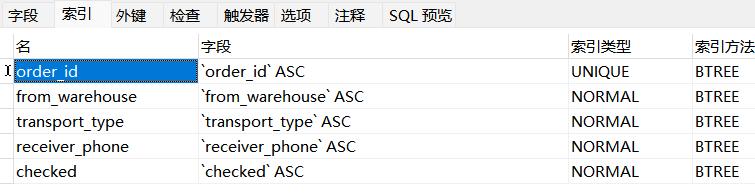 字段 索引 外键 检查 触发器 选项 注释 SQL 预览
名 字段 索引类型 索引方法
order_id `order_id` ASC UNIQUE BTREE
from_warehouse `from_warehouse` ASC NORMAL BTREE
transport_type `transport_type` ASC NORMAL BTREE
receiver_phone `receiver_phone` ASC NORMAL BTREE
checked `checked` ASC NORMAL BTREE